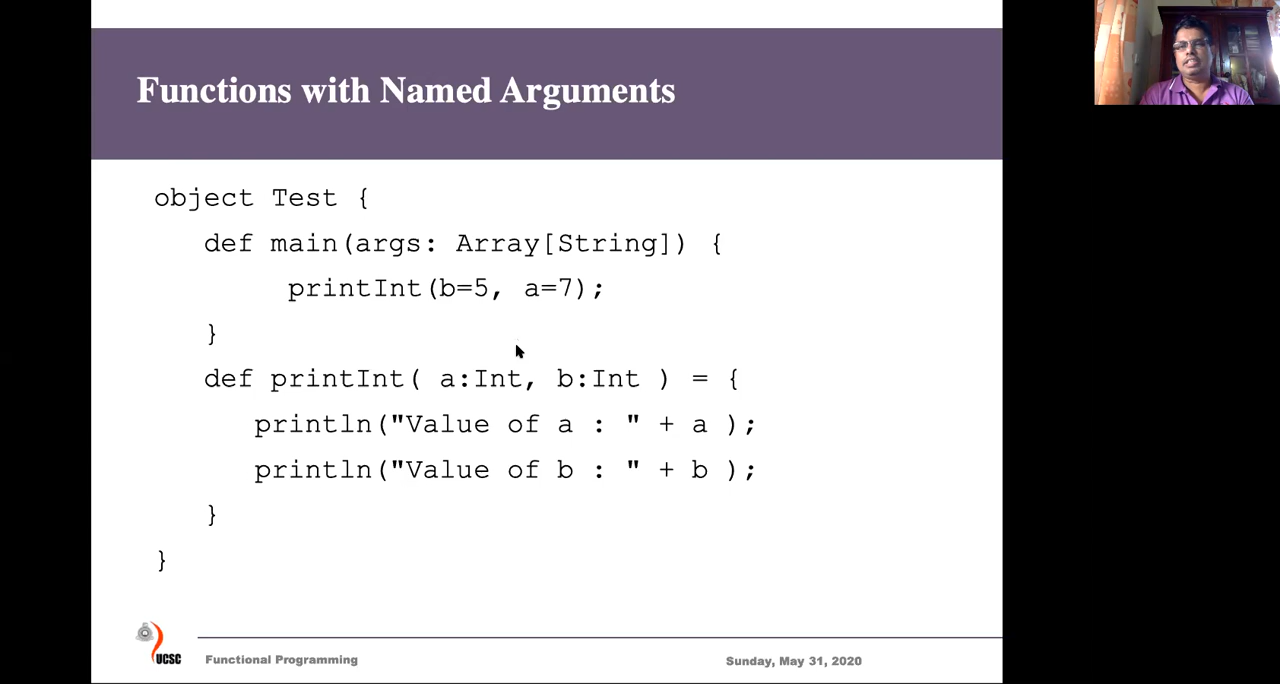 Functions with Named Arguments
object Test {
def main(args: Array[String]) {
printInt(b=5, a=7);
}
def printInt( a:Int, b:Int ) = {
println("Value of a : " + a );
println("Value of b : " + b );
}
}
UCSC
Functional Programming
Sunday, May 31, 2020